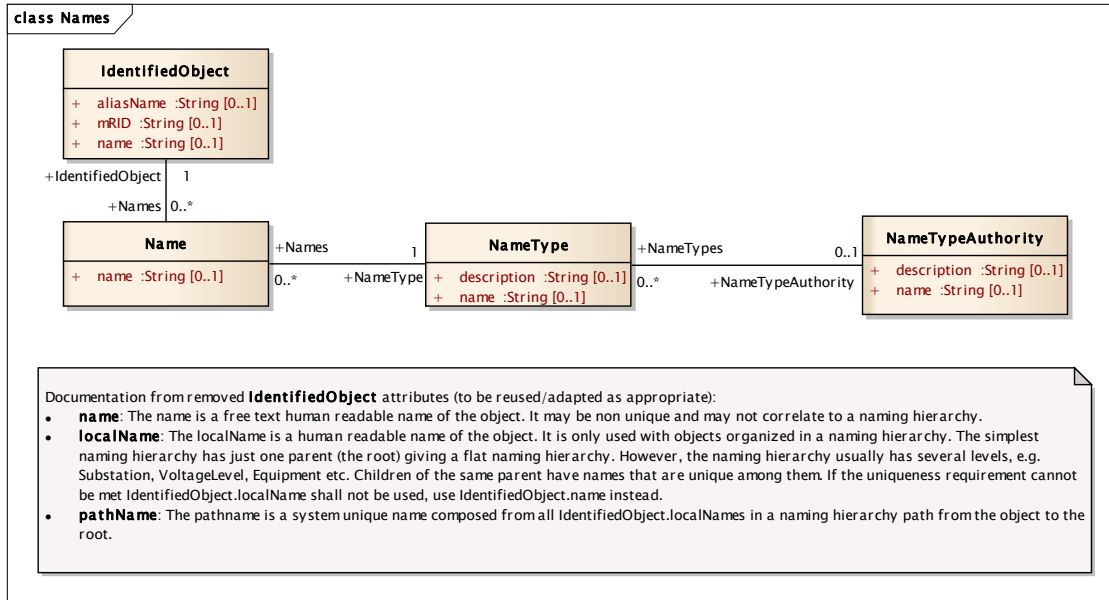 class Names
IdentifiedObject
+ aliasName :String [0..1]
+ mRID :String [0..1]
+ name :String [0..1]
+IdentifiedObject 1
+Names 0..*
Name
+ name :String [0..1]
+Names 1
0..* +NameType
NameType
+ description :String [0..1]
+ name :String [0..1]
+NameTypes 0..1
0..* +NameTypeAuthority
NameTypeAuthority
+ description :String [0..1]
+ name :String [0..1]
Documentation from removed IdentifiedObject attributes (to be reused/adapted as appropriate):
• name: The name is a free text human readable name of the object. It may be non unique and may not correlate to a naming hierarchy.
• localName: The localName is a human readable name of the object. It is only used with objects organized in a naming hierarchy. The simplest
naming hierarchy has just one parent (the root) giving a flat naming hierarchy. However, the naming hierarchy usually has several levels, e.g.
Substation, VoltageLevel, Equipment etc. Children of the same parent have names that are unique among them. If the uniqueness requirement cannot
be met IdentifiedObject.localName shall not be used, use IdentifiedObject.name instead.
• pathName: The pathname is a system unique name composed from all IdentifiedObject.localNames in a naming hierarchy path from the object to the
root.